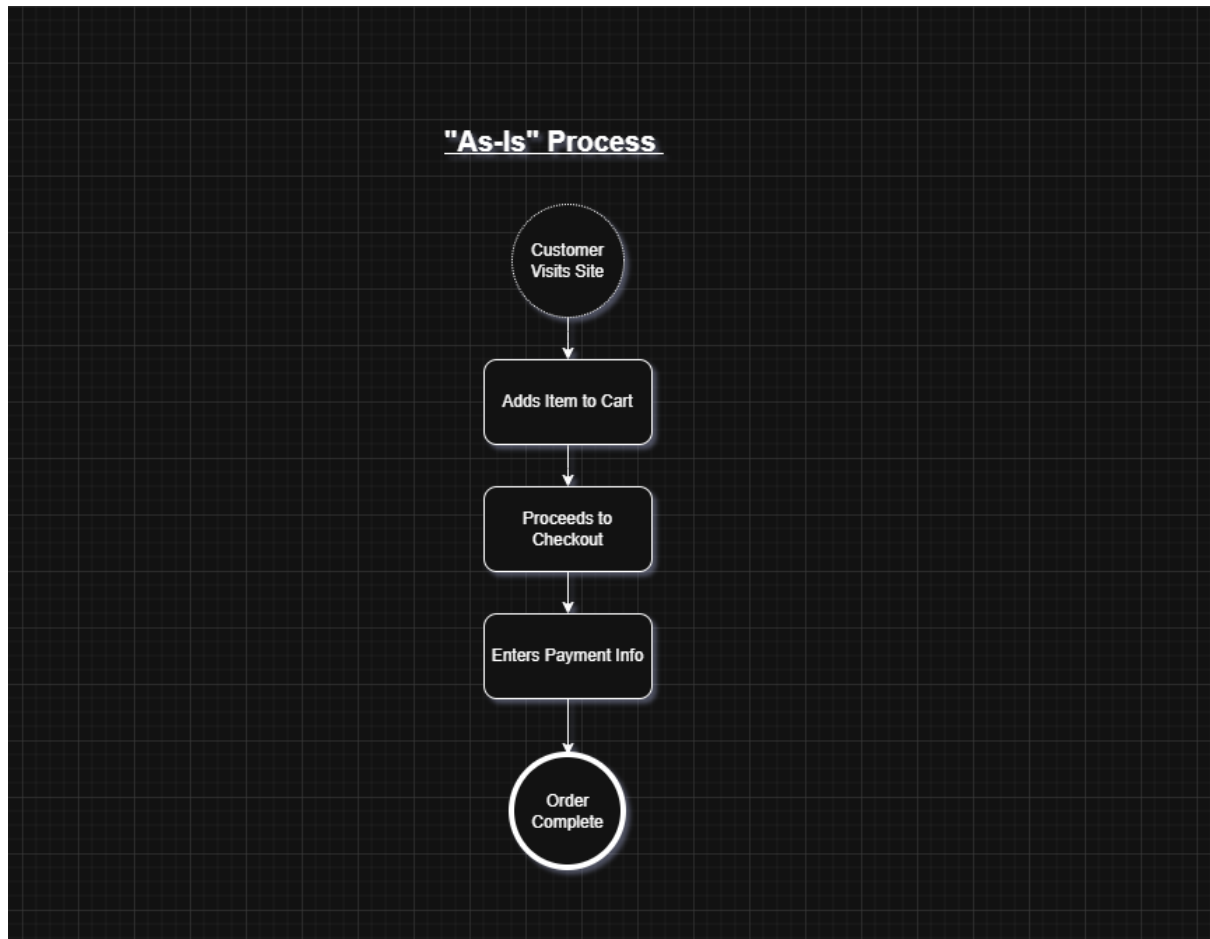 "As-Is" Process
Customer
Visits Site
Adds Item to Cart
Proceeds to
Checkout
Enters Payment Info
Order
Complete